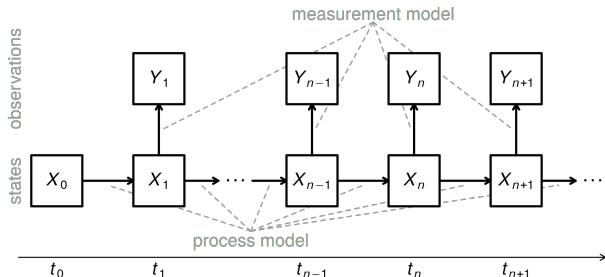 measurement model
observations
Y₁ Yₙ₋₁ Yₙ Yₙ₊₁
states
X₀ X₁ ··· Xₙ₋₁ Xₙ Xₙ₊₁ ···
process model
t₀ t₁ tₙ₋₁ tₙ tₙ₊₁